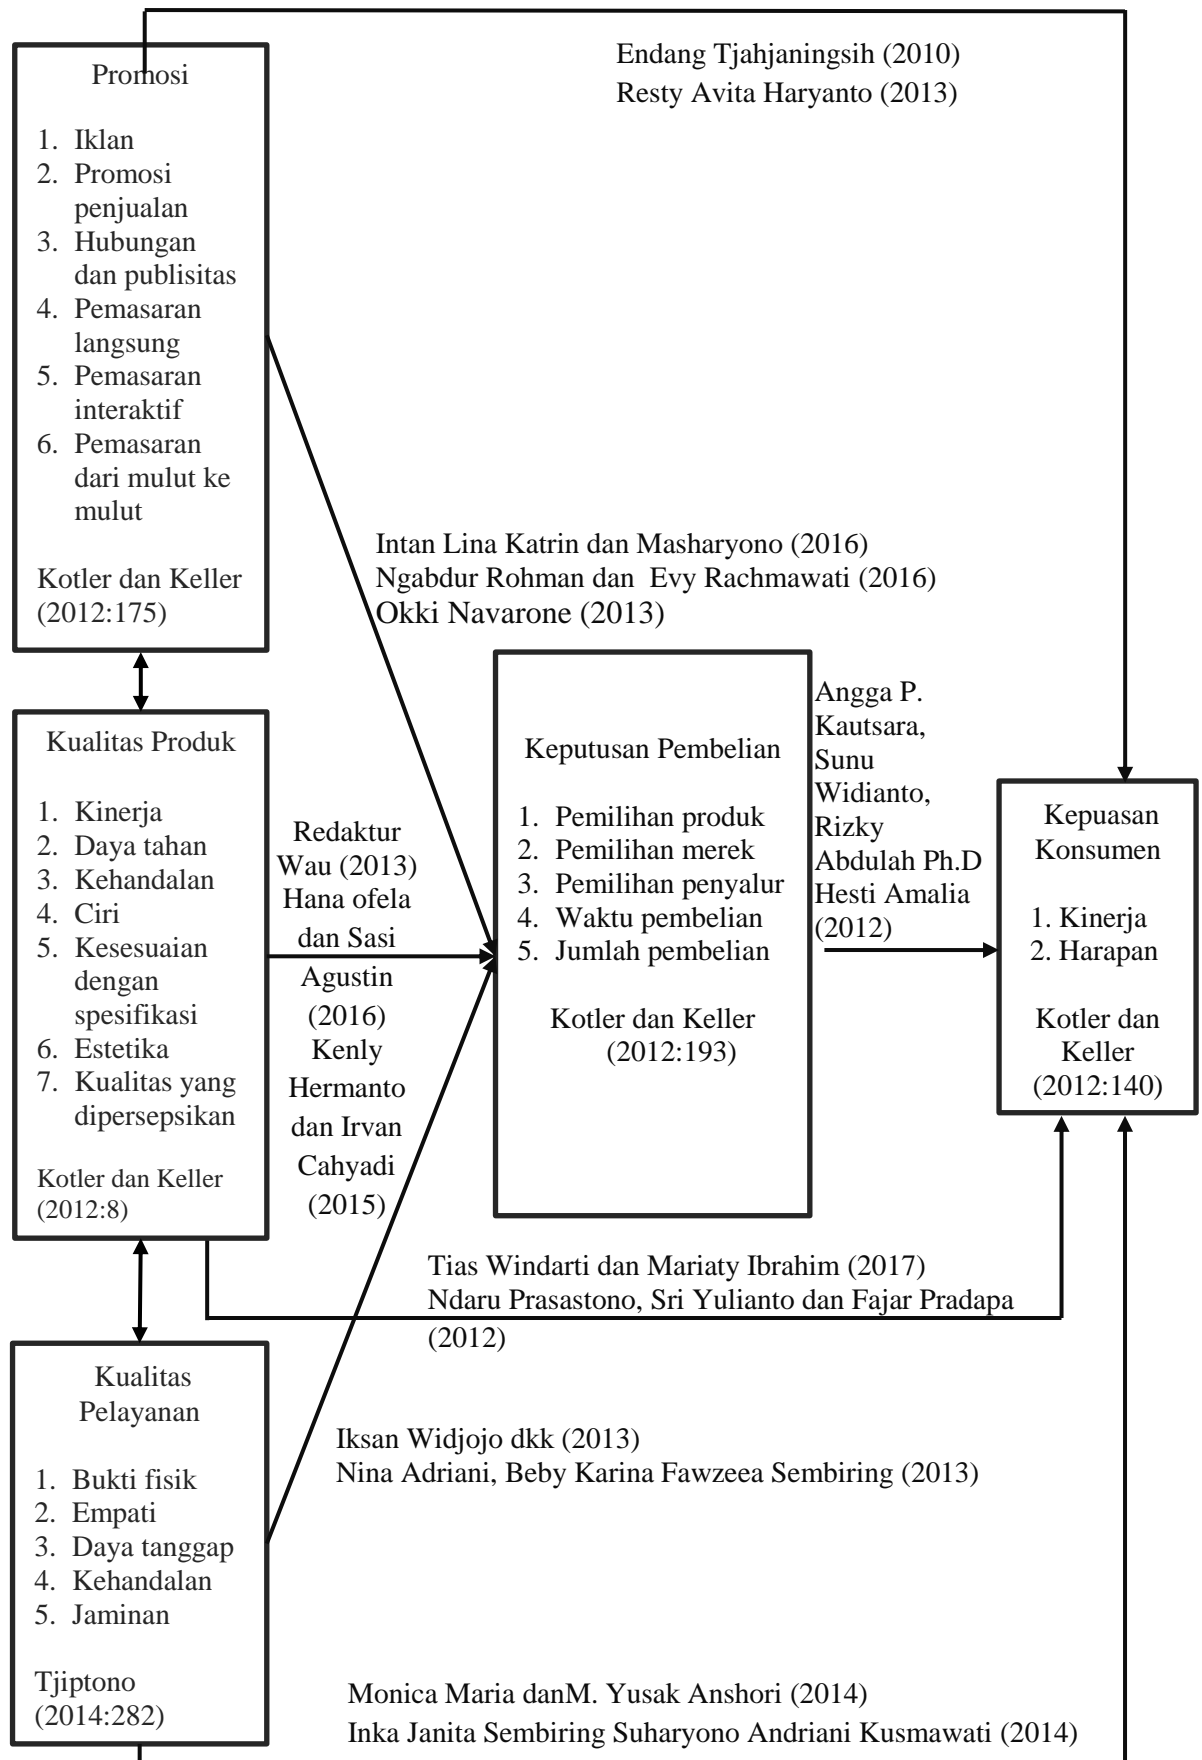 Endang Tjahjaningsih (2010)
Resty Avita Haryanto (2013)
Promosi
1. Iklan
2. Promosi
penjualan
3. Hubungan
dan publisitas
4. Pemasaran
langsung
5. Pemasaran
interaktif
6. Pemasaran
dari mulut ke
mulut
Kotler dan Keller
(2012:175)
Intan Lina Katrin dan Masharyono (2016)
Ngabdur Rohman dan Evy Rachmawati (2016)
Okki Navarone (2013)
Kualitas Produk
1. Kinerja
2. Daya tahan
3. Kehandalan
4. Ciri
5. Kesesuaian
dengan
spesifikasi
6. Estetika
7. Kualitas yang
dipersepsikan
Kotler dan Keller
(2012:8)
Redaktur
Wau (2013)
Hana ofela
dan Sasi
Agustin
(2016)
Kenly
Hermanto
dan Irvan
Cahyadi
(2015)
Keputusan Pembelian
1. Pemilihan produk
2. Pemilihan merek
3. Pemilihan penyalur
4. Waktu pembelian
5. Jumlah pembelian
Kotler dan Keller
(2012:193)
Angga P.
Kautsara,
Sunu
Widianto,
Rizky
Abdulah Ph.D
Hesti Amalia
(2012)
Kepuasan
Konsumen
1. Kinerja
2. Harapan
Kotler dan
Keller
(2012:140)
Tias Windarti dan Mariaty Ibrahim (2017)
Ndaru Prasastono, Sri Yulianto dan Fajar Pradapa
(2012)
Kualitas
Pelayanan
1. Bukti fisik
2. Empati
3. Daya tanggap
4. Kehandalan
5. Jaminan
Tjiptono
(2014:282)
Iksan Widjojo dkk (2013)
Nina Adriani, Beby Karina Fawzeea Sembiring (2013)
Monica Maria danM. Yusak Anshori (2014)
Inka Janita Sembiring Suharyono Andriani Kusmawati (2014)